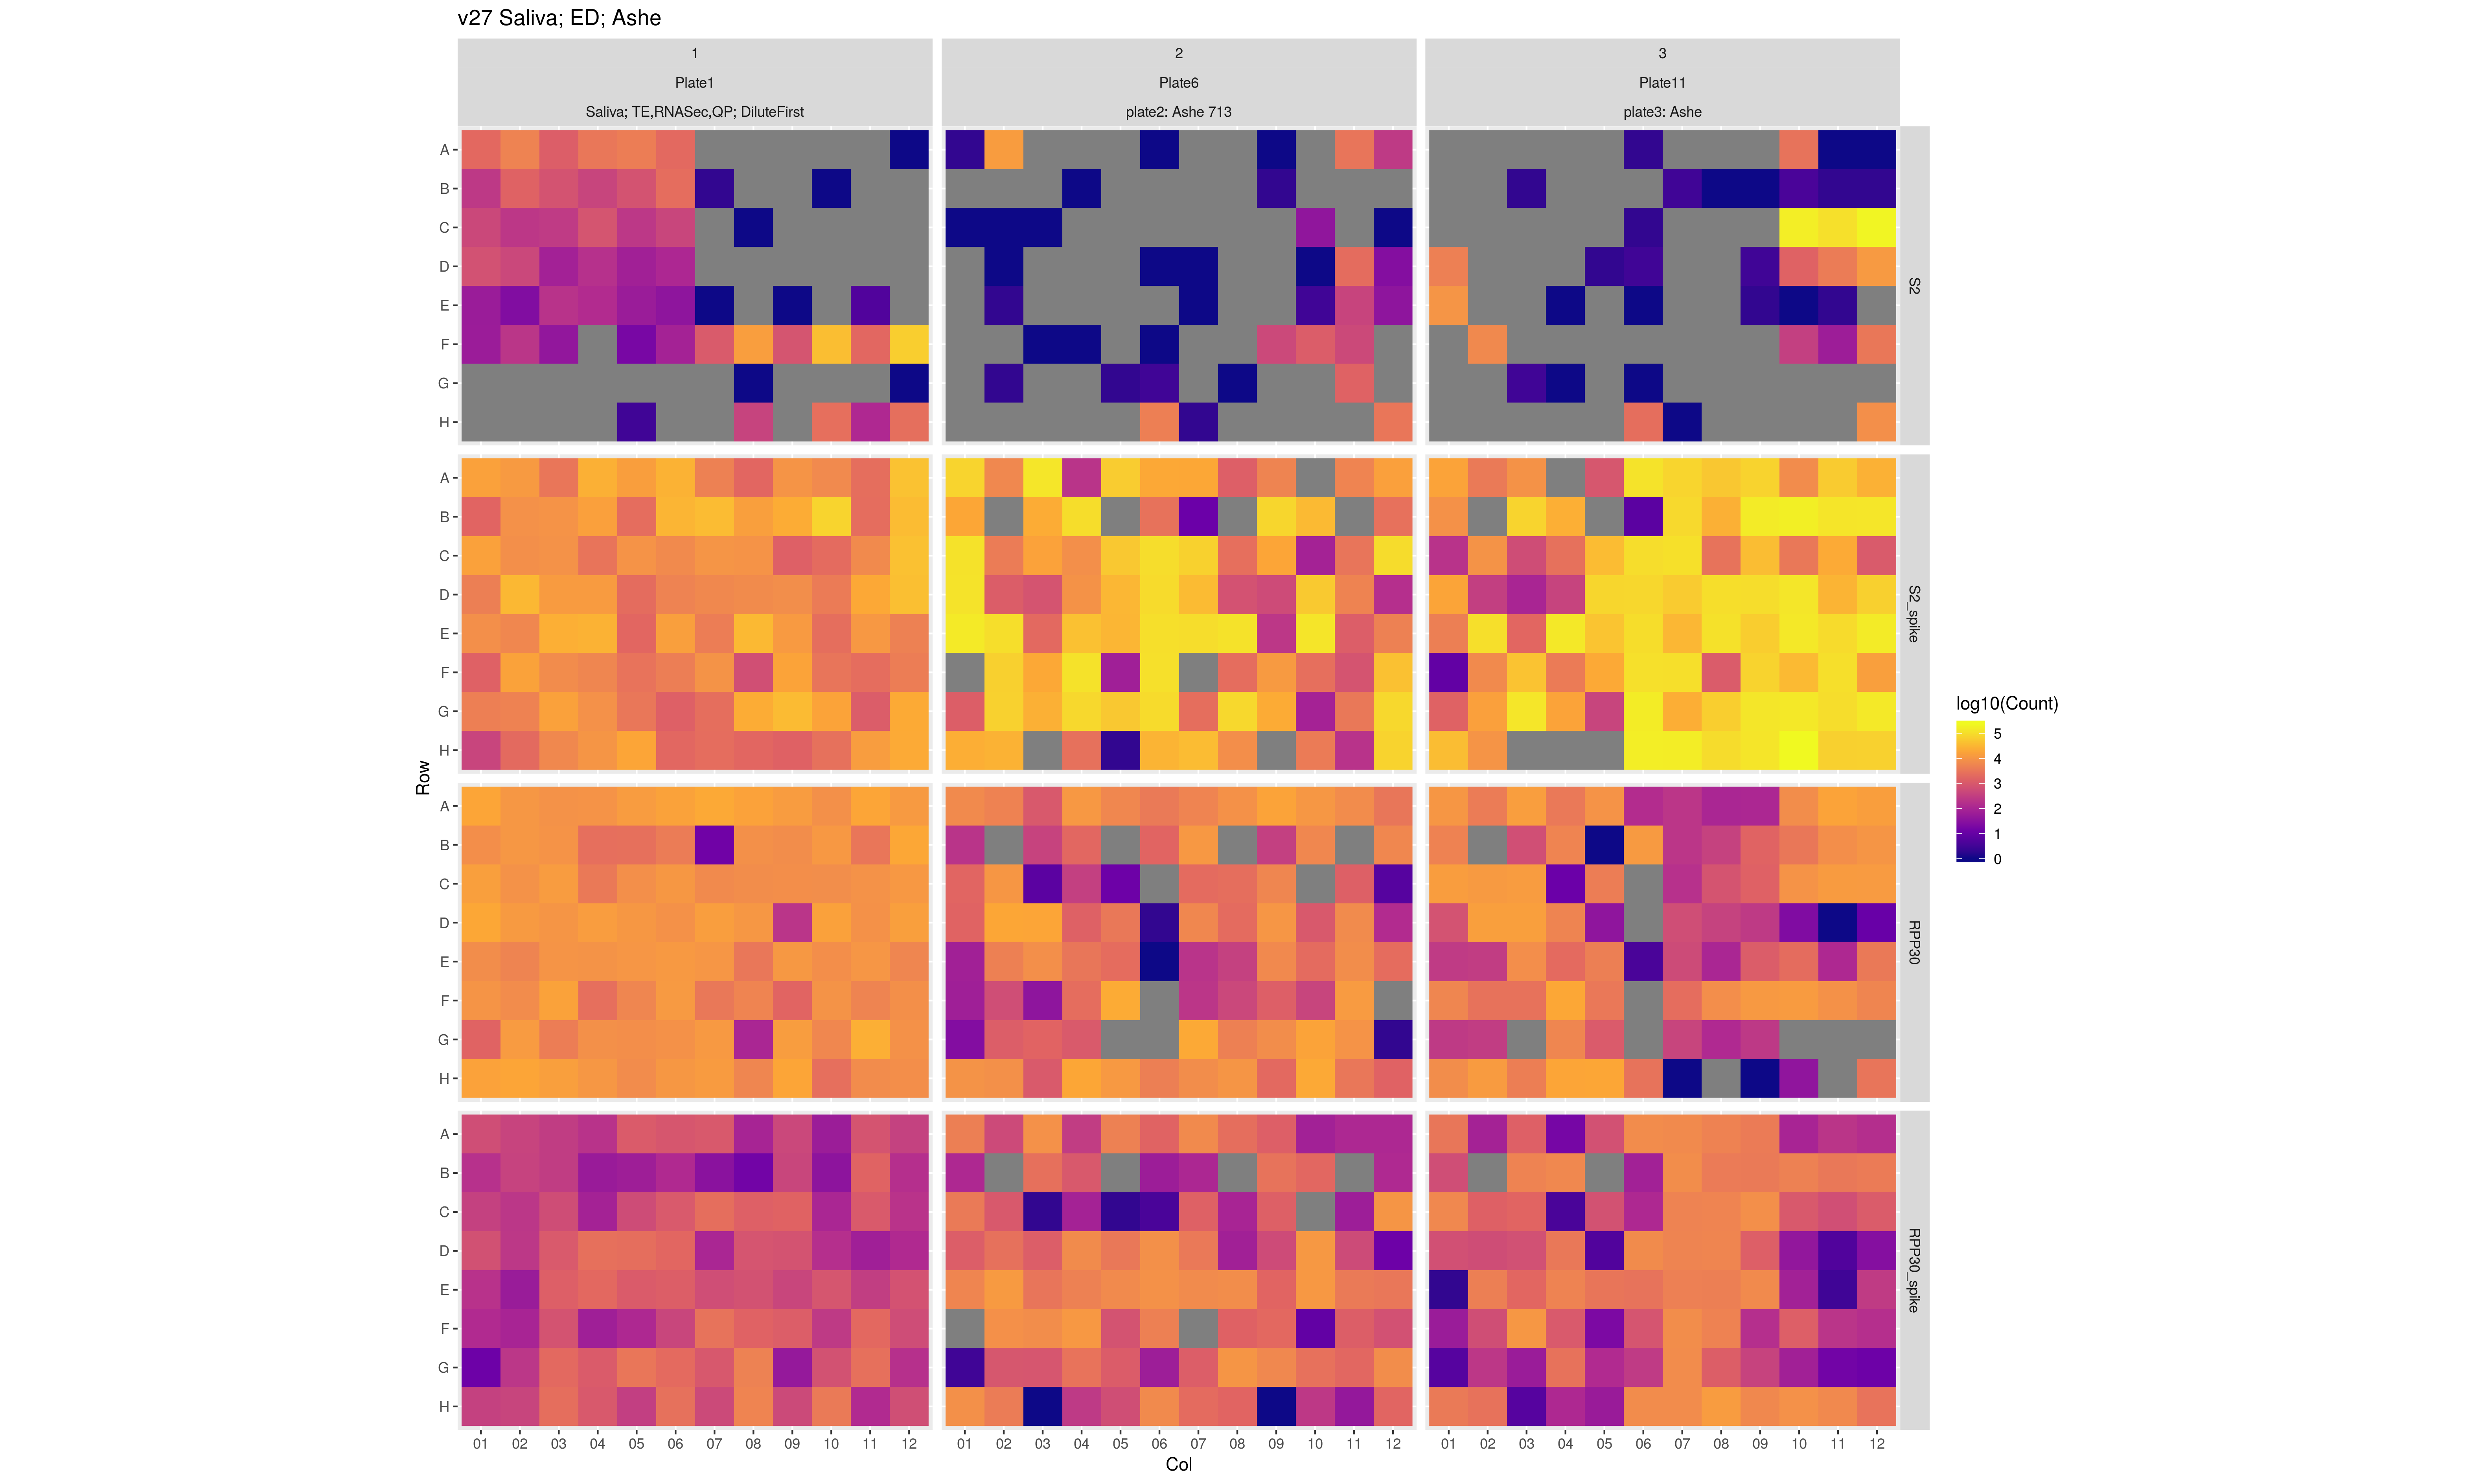 v27 Saliva; ED; Ashe
1
2
3
Plate1
Plate6
Plate11
Saliva; TE,RNASec,QP; DiluteFirst
plate2: Ashe 713
plate3: Ashe
A
B
C
D
E
F
G
H
S2
A
B
C
D
E
F
G
H
S2_spike
Row
A
B
C
D
E
F
G
H
RPP30
A
B
C
D
E
F
G
H
RPP30_spike
01 02 03 04 05 06 07 08 09 10 11 12
01 02 03 04 05 06 07 08 09 10 11 12
01 02 03 04 05 06 07 08 09 10 11 12
Col
log10(Count)
5
4
3
2
1
0